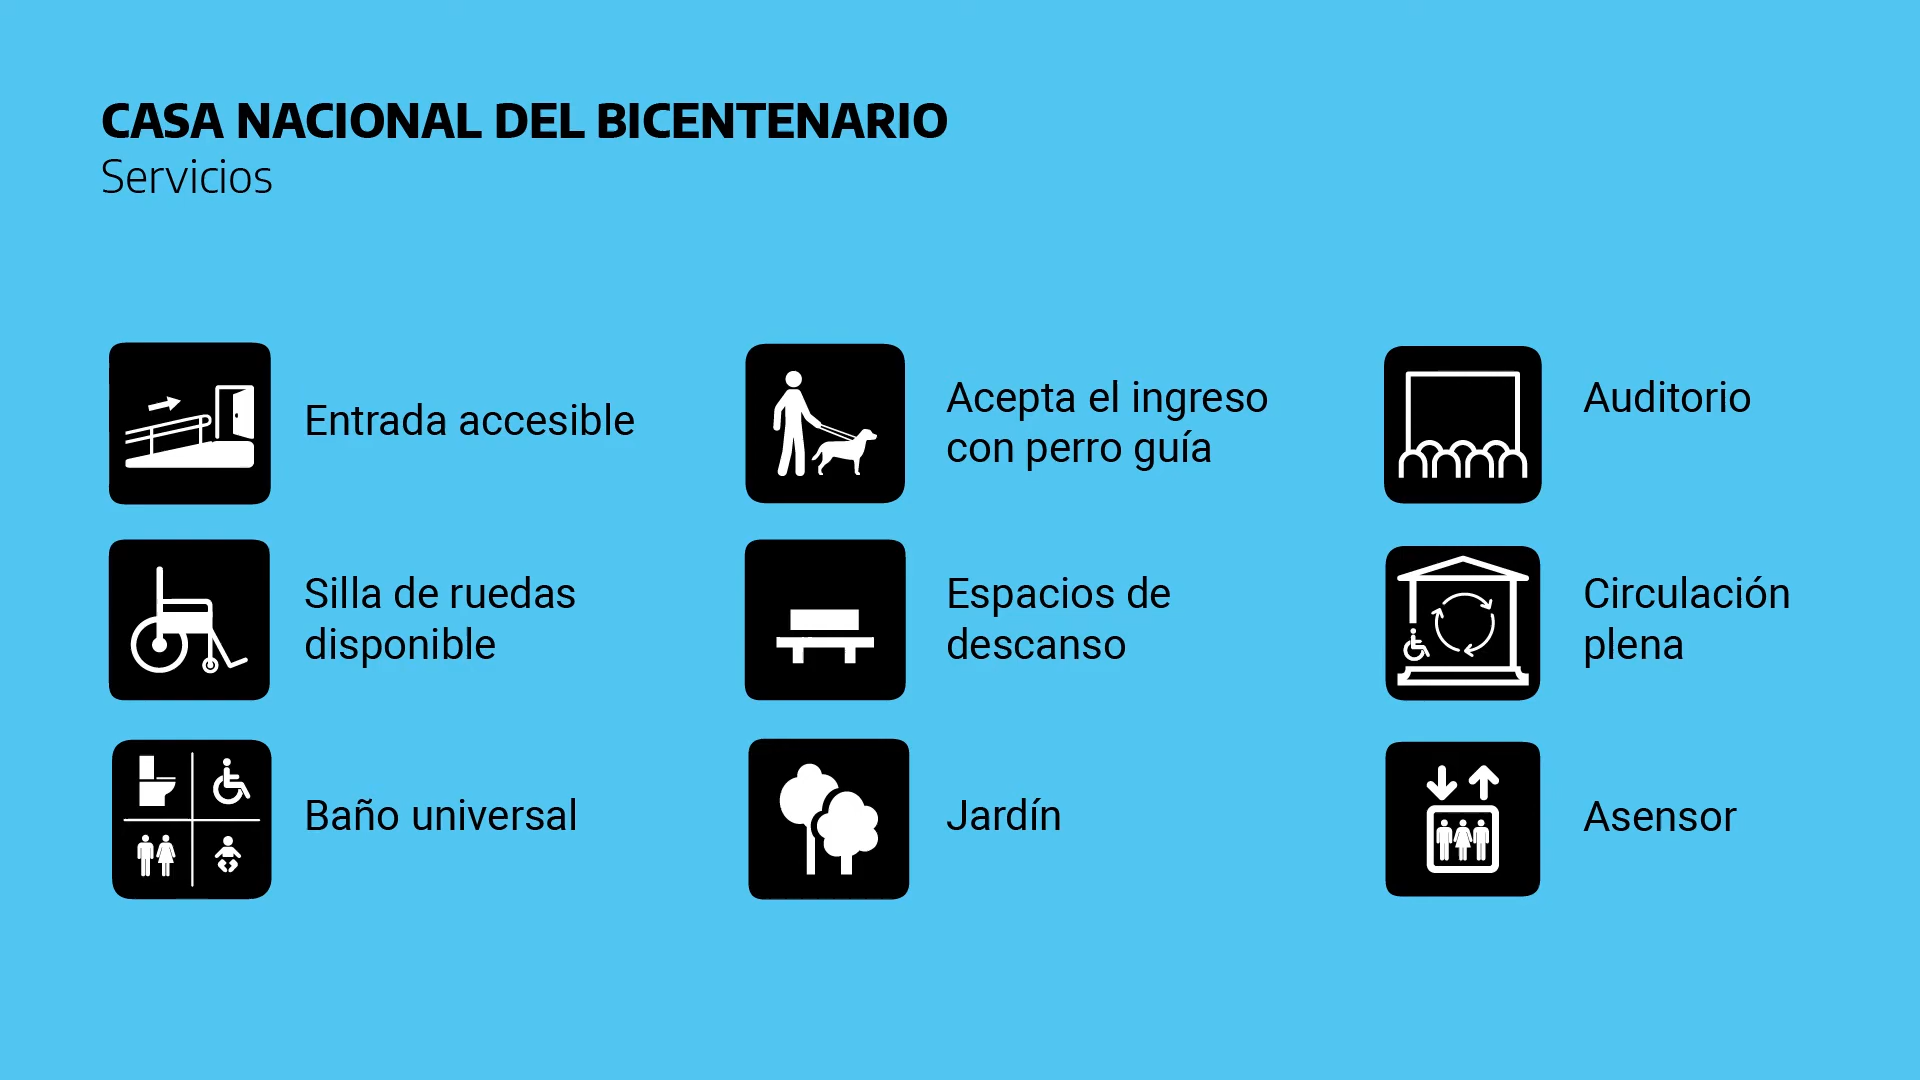 CASA NACIONAL DEL BICENTENARIO
Servicios
Entrada accesible
Acepta el ingreso
con perro guía
Auditorio
Silla de ruedas
disponible
Espacios de
descanso
Circulación
plena
Baño universal
Jardín
Asensor